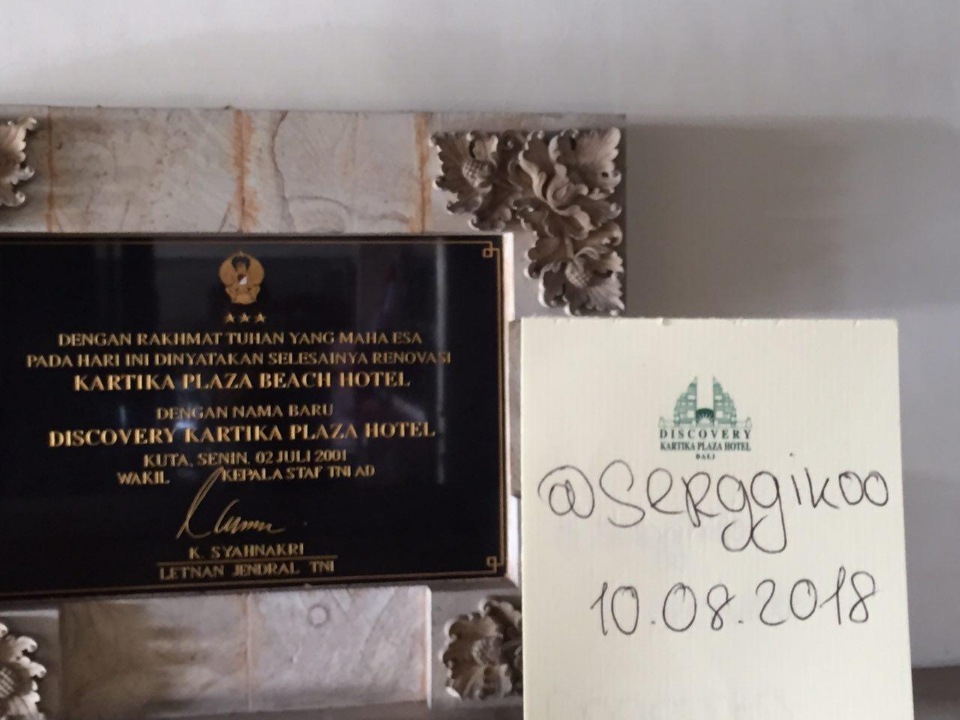 DENGAN RAKHMAT TUHAN YANG MAHA ESA
PADA HARI INI DINYATAKAN SELESAINYA RENOVASI
KARTIKA PLAZA BEACH HOTEL
DENGAN NAMA BARU
DISCOVERY KARTIKA PLAZA HOTEL
KUTA, SENIN, 02 JULI 2001
WAKIL KEPALA STAF TNI AD
K. SYAHNAKRI
LETNAN JENDRAL TNI
DISCOVERY
KARTIKA PLAZA HOTEL
BALI
@Serggikoo
10.08.2018